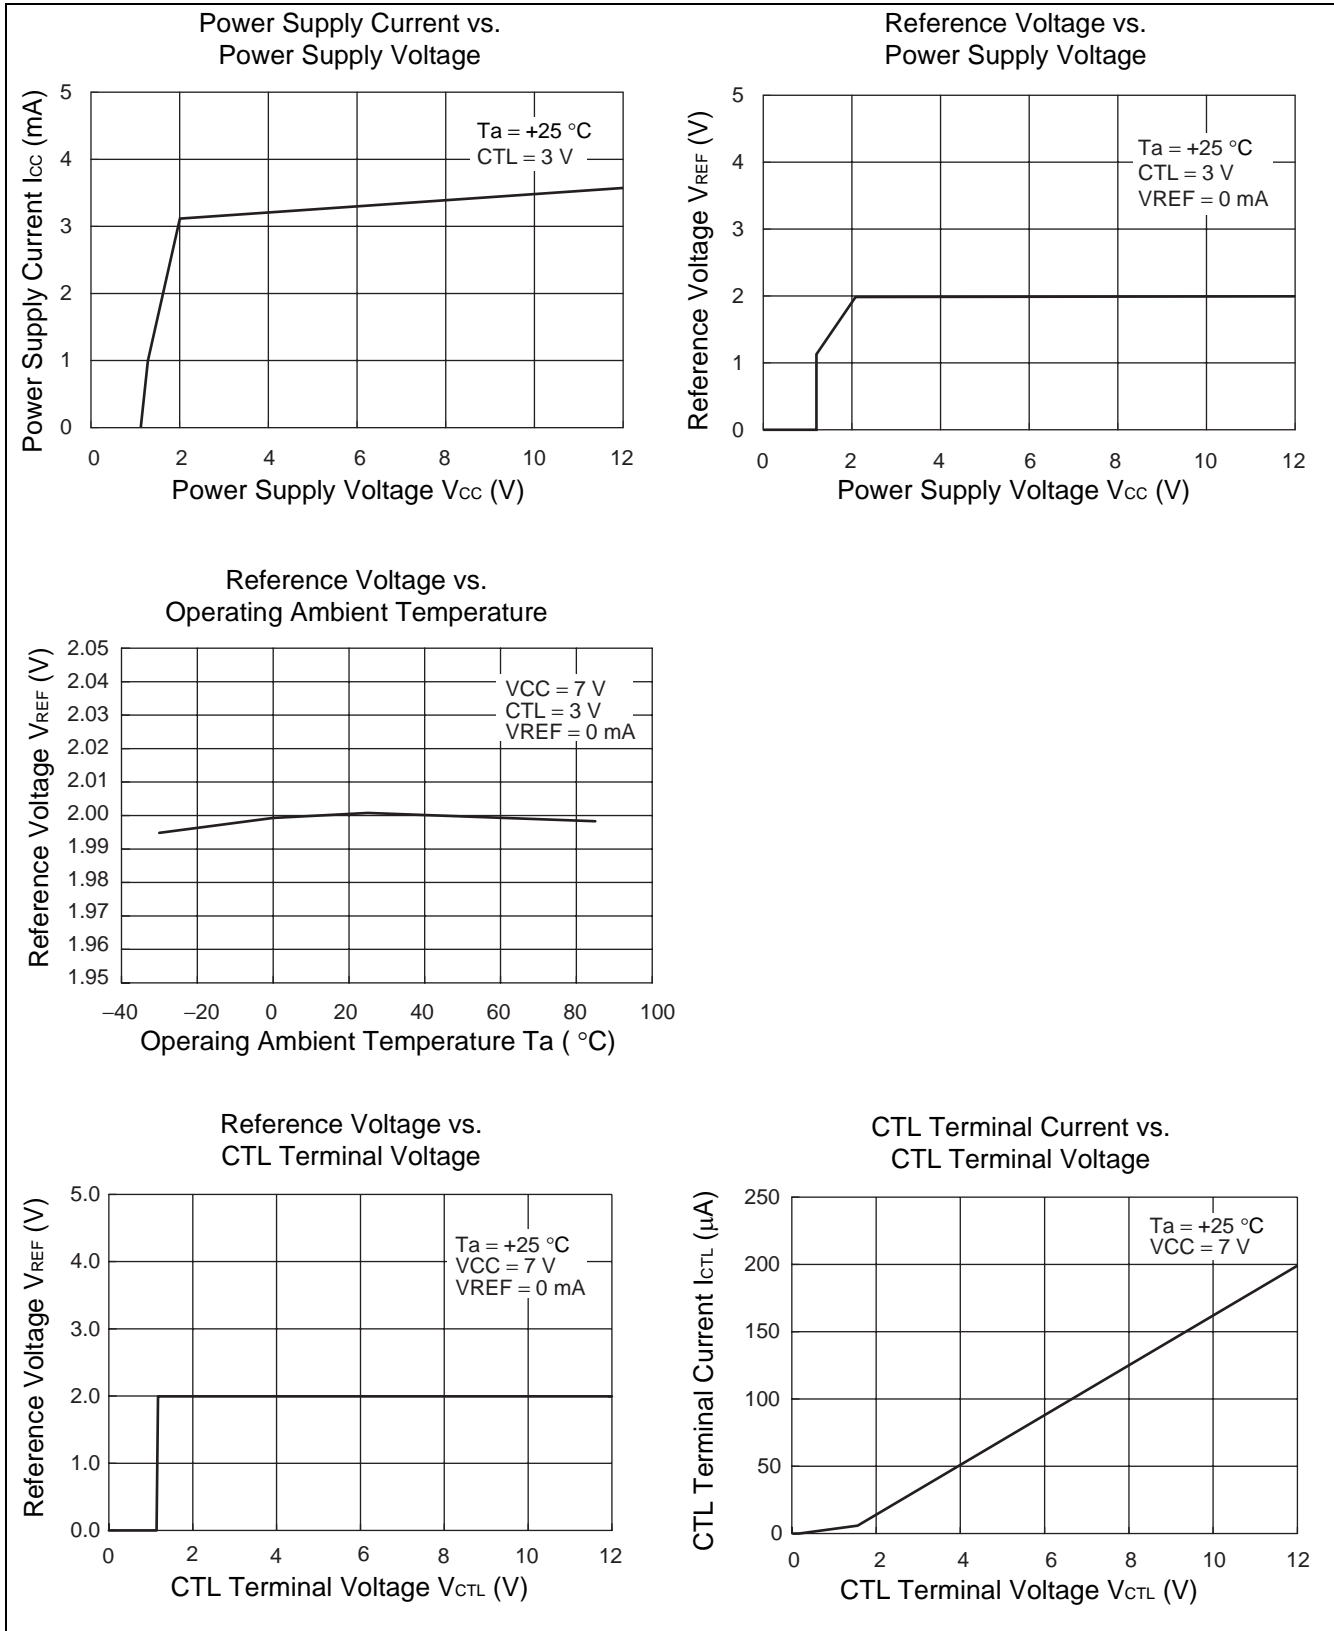 Power Supply Current vs.
Power Supply Voltage
Power Supply Current ICC (mA)
5
4
3
2
1
0
Ta = +25 °C
CTL = 3 V
0 2 4 6 8 10 12
Power Supply Voltage VCC (V)
Reference Voltage vs.
Power Supply Voltage
Reference Voltage VREF (V)
5
4
3
2
1
0
Ta = +25 °C
CTL = 3 V
VREF = 0 mA
0 2 4 6 8 10 12
Power Supply Voltage VCC (V)
Reference Voltage vs.
Operating Ambient Temperature
Reference Voltage VREF (V)
2.05
2.04
2.03
2.02
2.01
2.00
1.99
1.98
1.97
1.96
1.95
VCC = 7 V
CTL = 3 V
VREF = 0 mA
−40 −20 0 20 40 60 80 100
Operaing Ambient Temperature Ta ( °C)
Reference Voltage vs.
CTL Terminal Voltage
Reference Voltage VREF (V)
5.0
4.0
3.0
2.0
1.0
0.0
Ta = +25 °C
VCC = 7 V
VREF = 0 mA
0 2 4 6 8 10 12
CTL Terminal Voltage VCTL (V)
CTL Terminal Current vs.
CTL Terminal Voltage
CTL Terminal Current ICTL (µA)
250
200
150
100
50
0
Ta = +25 °C
VCC = 7 V
0 2 4 6 8 10 12
CTL Terminal Voltage VCTL (V)